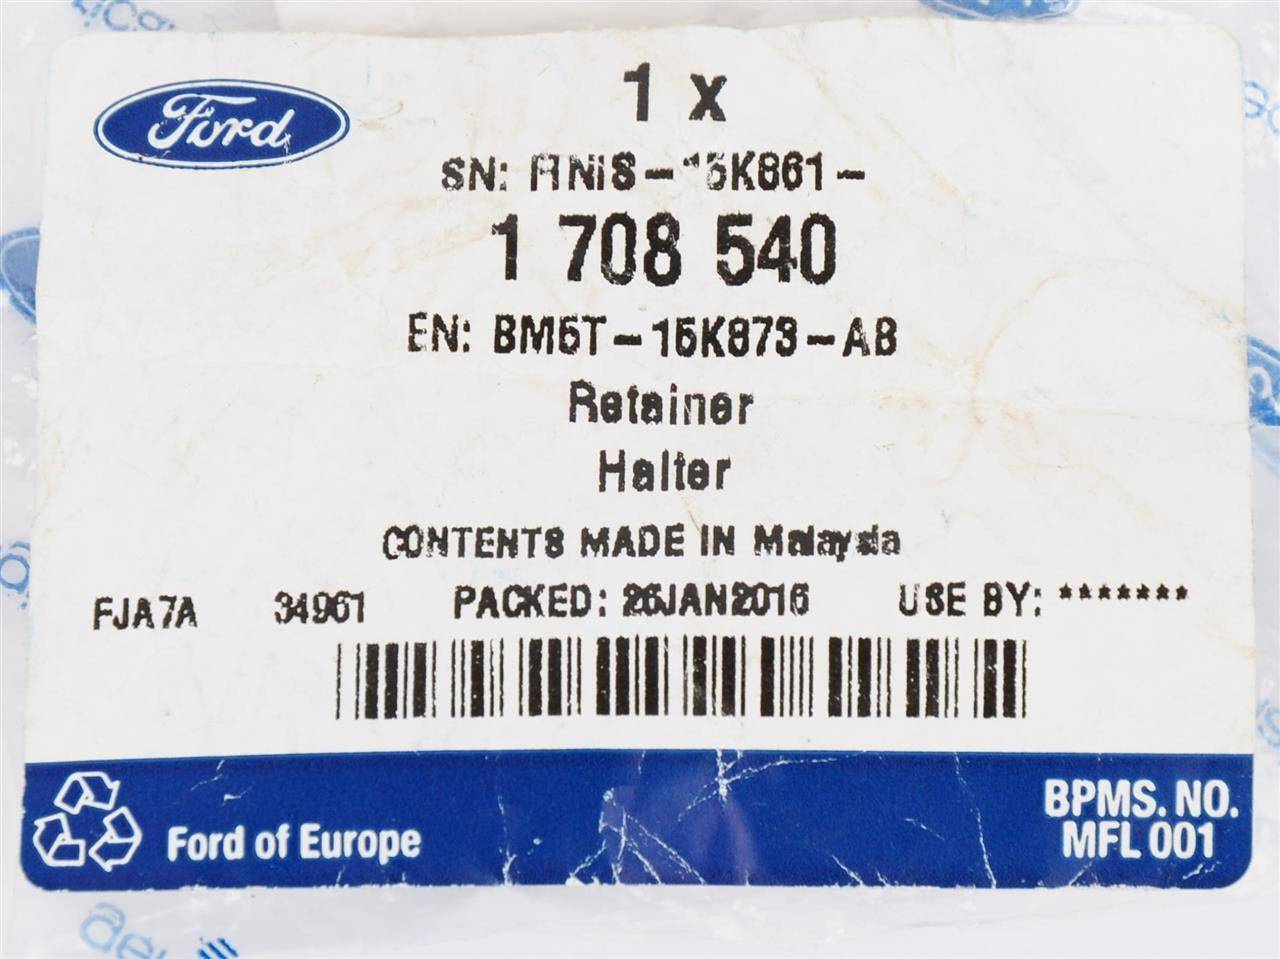 Ford
1 x
SN: FINIS-15K861-
1 708 540
EN: BM5T-15K873-AB
Retainer
Halter
CONTENTS MADE IN Malaysia
FJA7A 34961 PACKED: 26JAN2016 USE BY: *******
Ford of Europe
BPMS. NO.
MFL 001